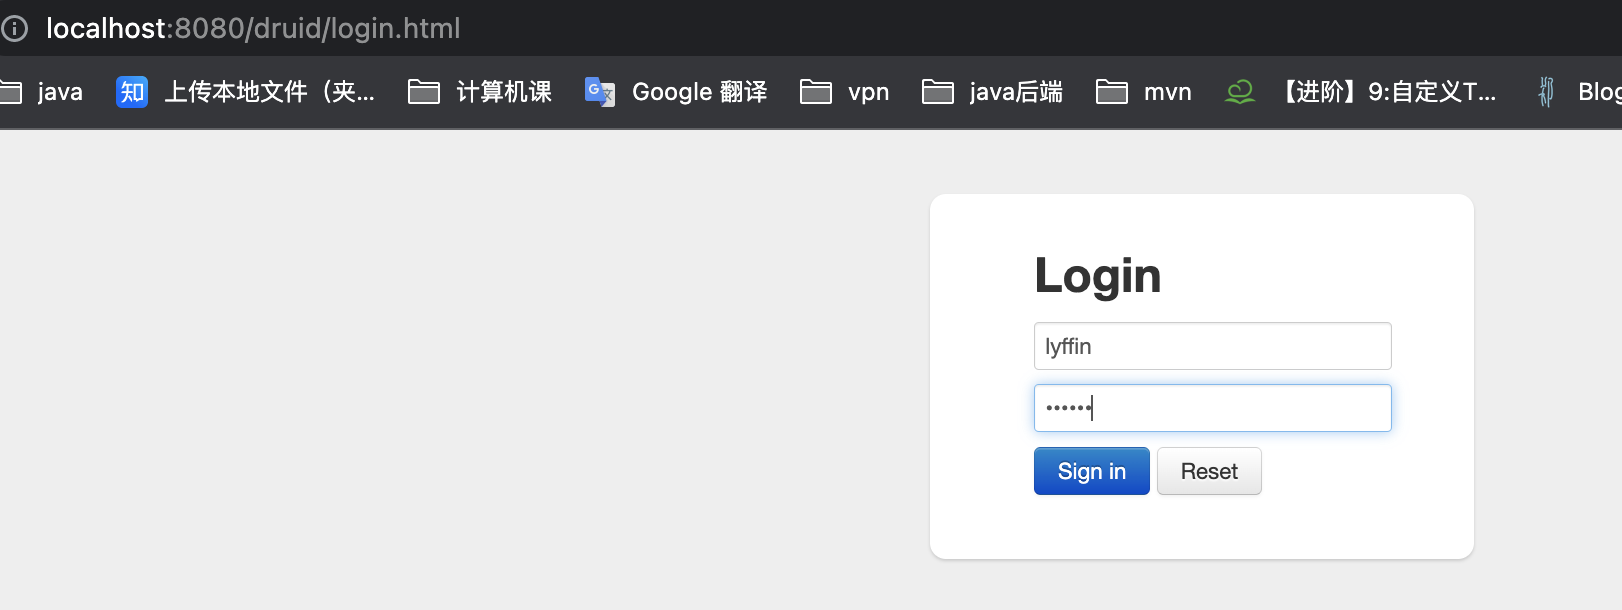 localhost:8080/druid/login.html
java 知 上传本地文件（夹... 计算机课 Google 翻译 vpn java后端 mvn 【进阶】9:自定义T... Blog
Login
lyffin
••••••
Sign in Reset